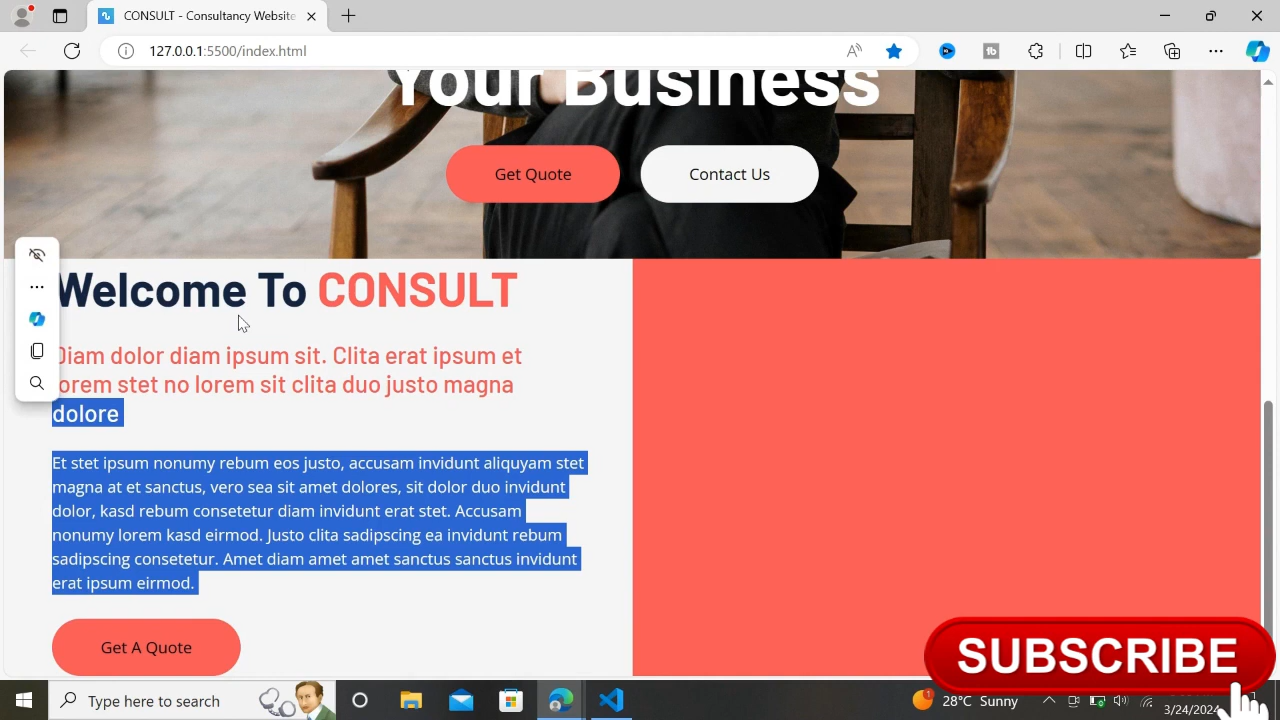 CONSULT - Consultancy Website
127.0.0.1:5500/index.html
Your Business
Get Quote
Contact Us
Welcome To CONSULT
Diam dolor diam ipsum sit. Clita erat ipsum et
lorem stet no lorem sit clita duo justo magna
dolore
Et stet ipsum nonumy rebum eos justo, accusam invidunt aliquyam stet
magna at et sanctus, vero sea sit amet dolores, sit dolor duo invidunt
dolor, kasd rebum consetetur diam invidunt erat stet. Accusam
nonumy lorem kasd eirmod. Justo clita sadipscing ea invidunt rebum
sadipscing consetetur. Amet diam amet amet sanctus sanctus invidunt
erat ipsum eirmod.
Get A Quote
SUBSCRIBE
Type here to search
1
28°C Sunny
3/24/2024